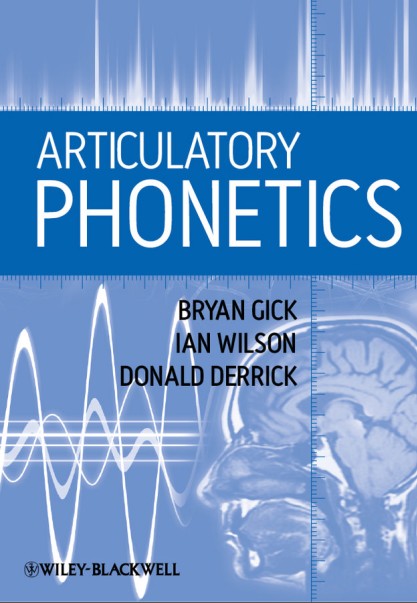 ARTICULATORY
PHONETICS
BRYAN GICK
IAN WILSON
DONALD DERRICK
WILEY-BLACKWELL